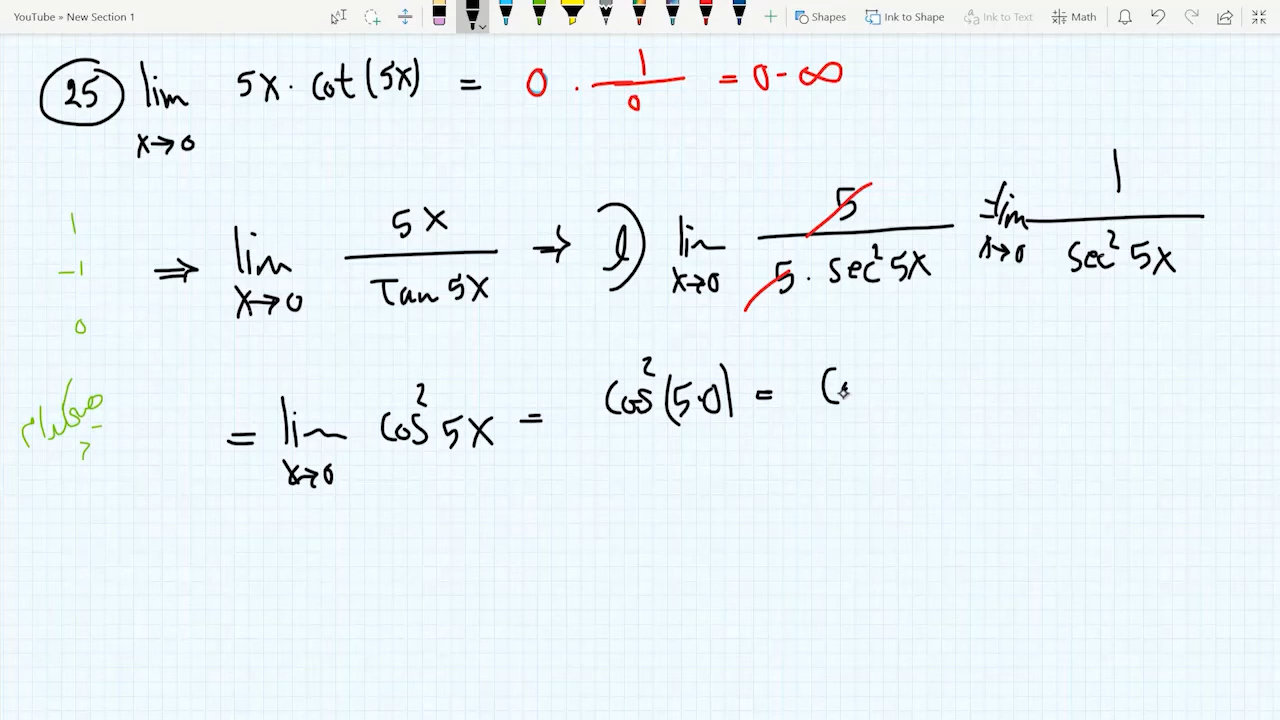 YouTube » New Section 1
Shapes Ink to Shape Ink to Text Math
25 lim x→0 5x · cot(5x) = 0 · 1/0 = 0 - ∞
1
-1
0
⇒ lim x→0 5x / Tan 5x ⇒ lim x→0 5 / 5 · sec² 5x lim x→0 1 / sec² 5x
= lim x→0 cos² 5x = cos²(5·0) = (